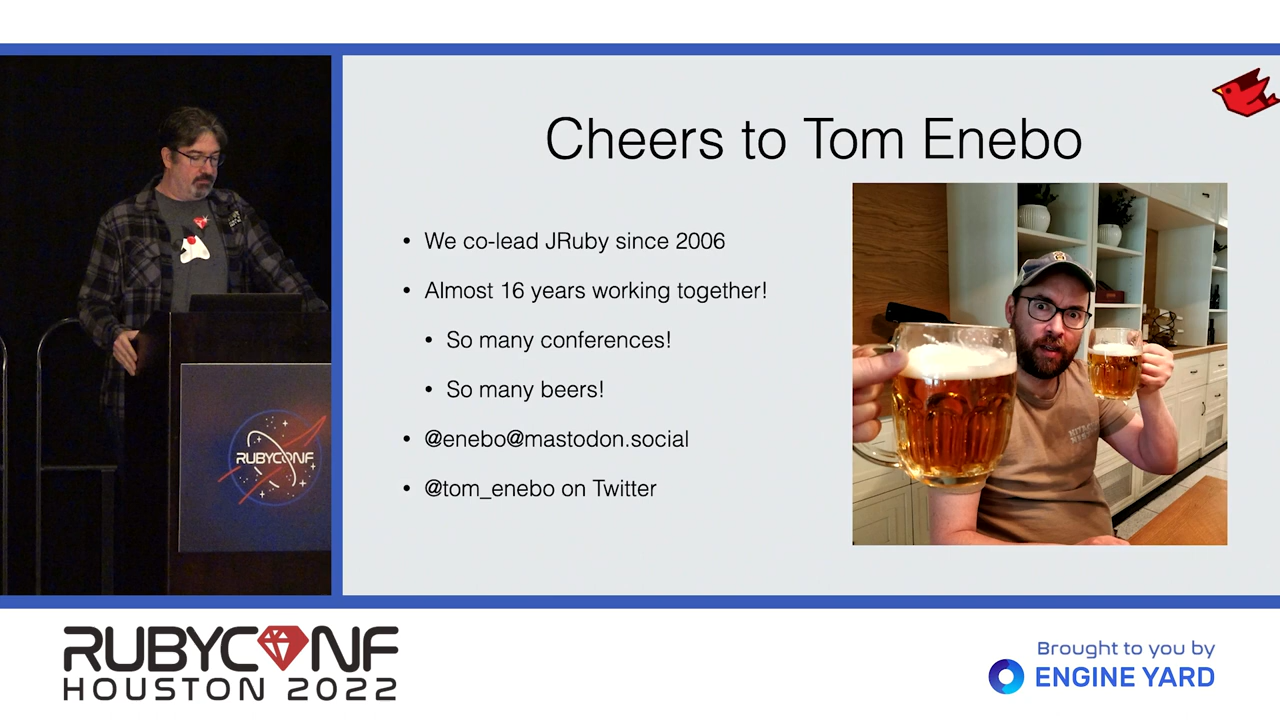 Cheers to Tom Enebo
• We co-lead JRuby since 2006
• Almost 16 years working together!
• So many conferences!
• So many beers!
• @enebo@mastodon.social
• @tom_enebo on Twitter
RUBYCONF
RUBYCONF
HOUSTON 2022
Brought to you by
ENGINE YARD